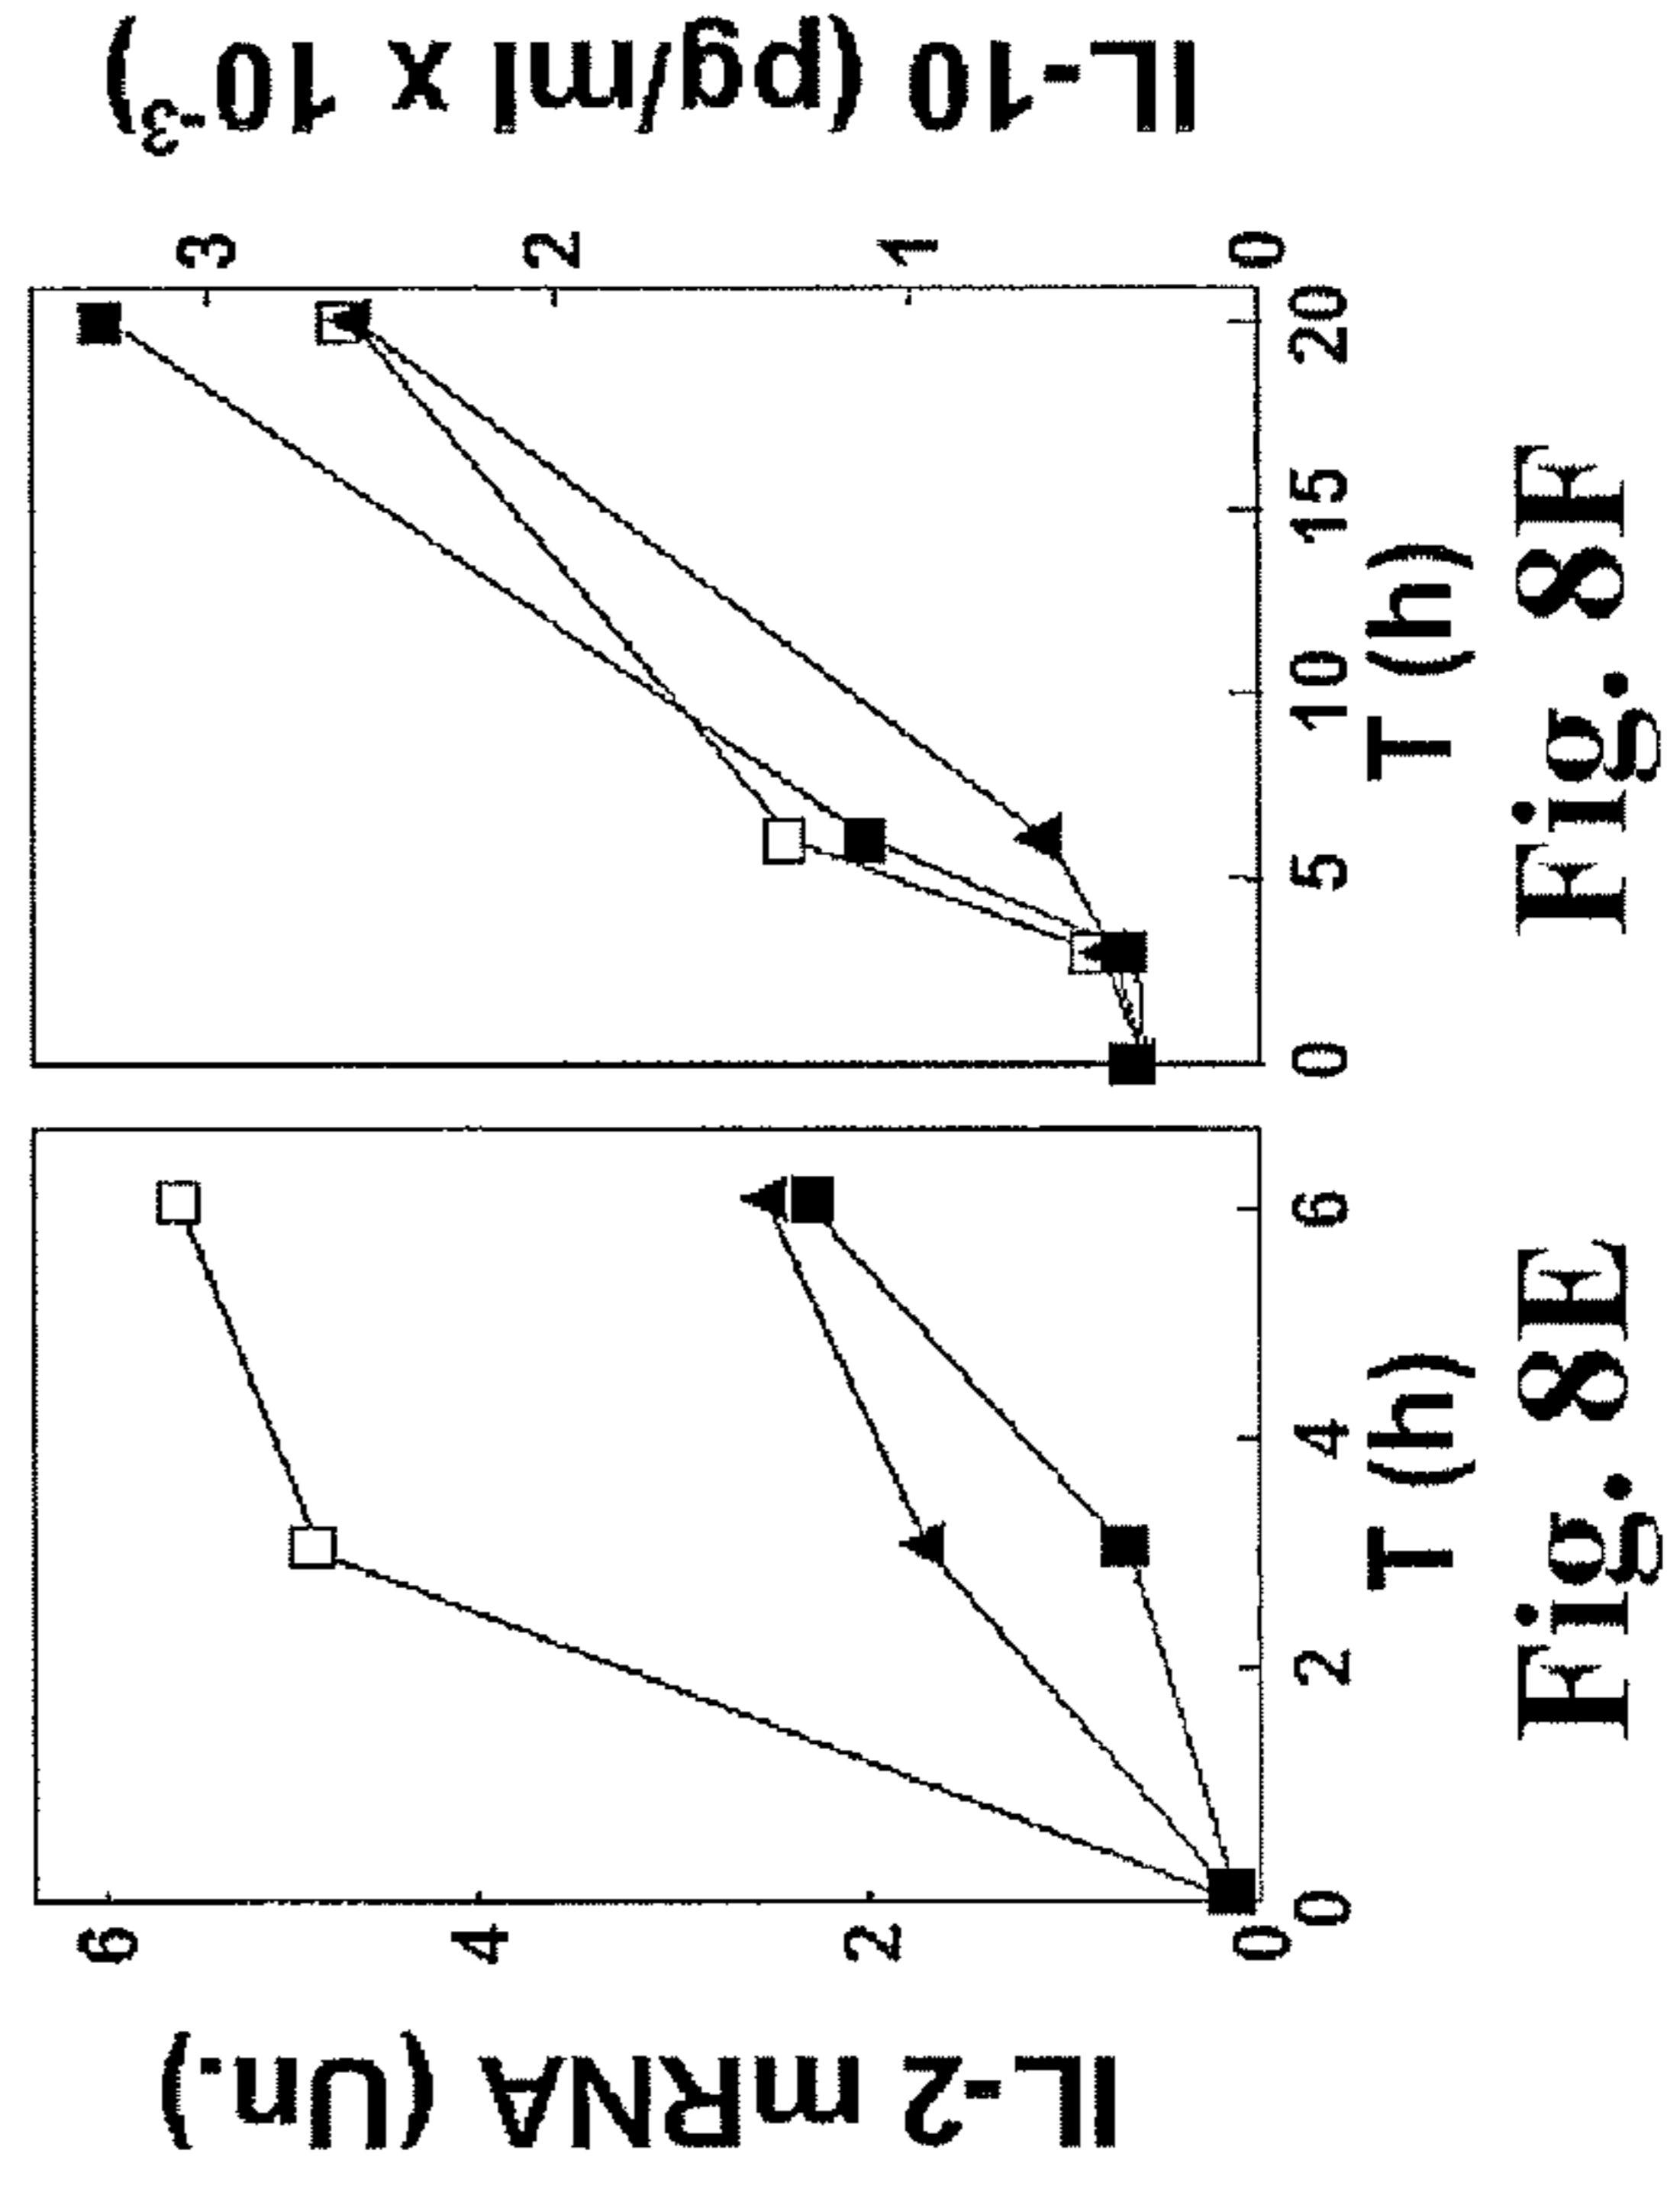 IL-2 mRNA (Un.)
6
4
2
0
0 2 4 6
T (h)
Fig. 8E
IL-10 (pg/ml x 10⁻³)
3
2
1
0
0 5 10 15 20
T (h)
Fig. 8F